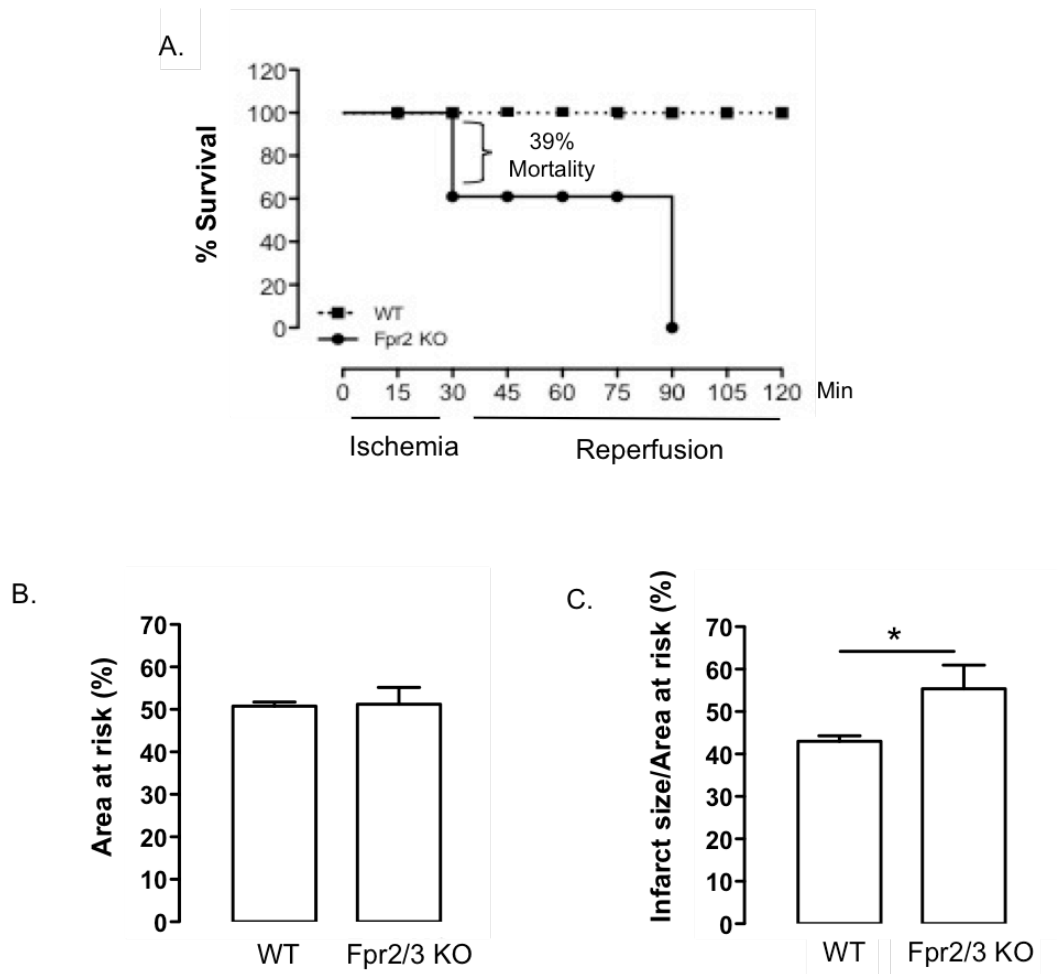 A.
% Survival
120
100
80
60
40
20
0
39%
Mortality
WT
Fpr2 KO
0 15 30 45 60 75 90 105 120 Min
Ischemia Reperfusion
B.
Area at risk (%)
70
60
50
40
30
20
10
0
WT Fpr2/3 KO
C.
Infarct size/Area at risk (%)
70
60
50
40
30
20
10
0
*
WT Fpr2/3 KO